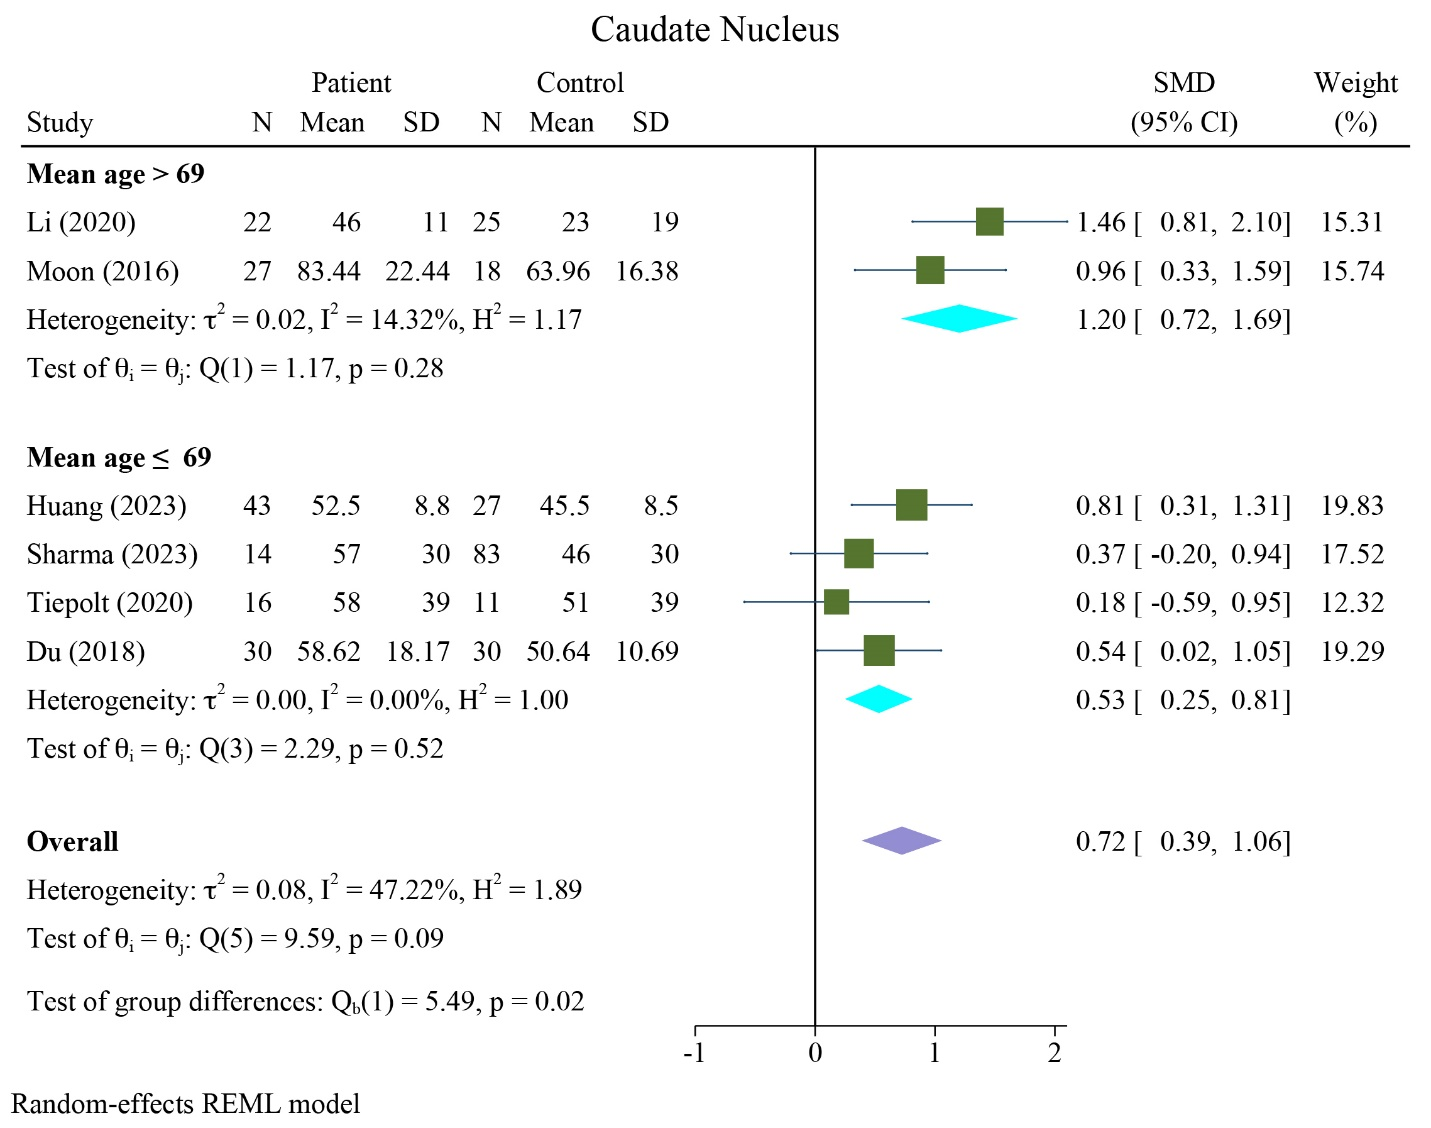 Caudate Nucleus
Patient Control SMD Weight
Study N Mean SD N Mean SD (95% CI) (%)
Mean age > 69
Li (2020) 22 46 11 25 23 19 1.46 [ 0.81, 2.10] 15.31
Moon (2016) 27 83.44 22.44 18 63.96 16.38 0.96 [ 0.33, 1.59] 15.74
Heterogeneity: τ² = 0.02, I² = 14.32%, H² = 1.17 1.20 [ 0.72, 1.69]
Test of θᵢ = θⱼ: Q(1) = 1.17, p = 0.28
Mean age ≤ 69
Huang (2023) 43 52.5 8.8 27 45.5 8.5 0.81 [ 0.31, 1.31] 19.83
Sharma (2023) 14 57 30 83 46 30 0.37 [ -0.20, 0.94] 17.52
Tiepolt (2020) 16 58 39 11 51 39 0.18 [ -0.59, 0.95] 12.32
Du (2018) 30 58.62 18.17 30 50.64 10.69 0.54 [ 0.02, 1.05] 19.29
Heterogeneity: τ² = 0.00, I² = 0.00%, H² = 1.00 0.53 [ 0.25, 0.81]
Test of θᵢ = θⱼ: Q(3) = 2.29, p = 0.52
Overall 0.72 [ 0.39, 1.06]
Heterogeneity: τ² = 0.08, I² = 47.22%, H² = 1.89
Test of θᵢ = θⱼ: Q(5) = 9.59, p = 0.09
Test of group differences: Q_b(1) = 5.49, p = 0.02
-1 0 1 2
Random-effects REML model